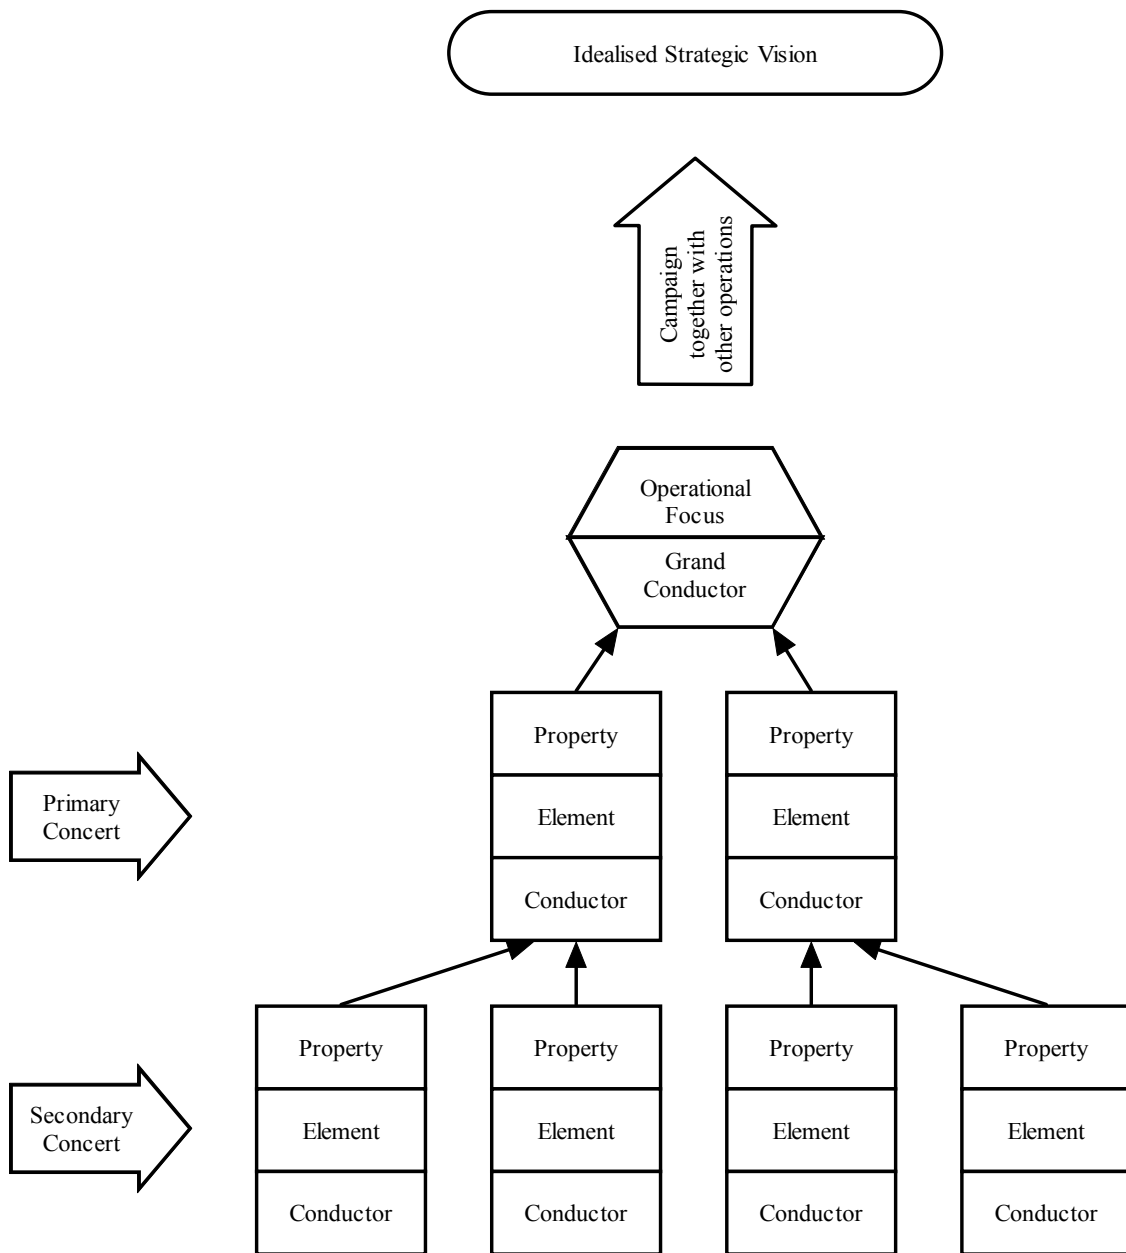 Idealised Strategic Vision
Campaign
together with
other operations
Operational
Focus
Grand
Conductor
Property
Property
Primary
Concert
Element
Element
Conductor
Conductor
Property
Property
Property
Property
Secondary
Concert
Element
Element
Element
Element
Conductor
Conductor
Conductor
Conductor